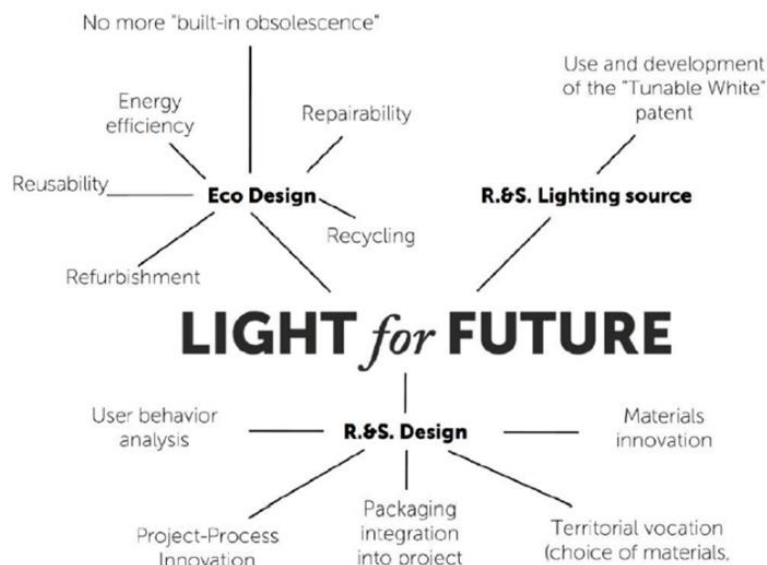 No more "built-in obsolescence"
Use and development
of the "Tunable White"
patent
Energy
efficiency
Repairability
Reusability
Eco Design
R.&S. Lighting source
Recycling
Refurbishment
LIGHT for FUTURE
User behavior
analysis
R.&S. Design
Materials
innovation
Packaging
integration
into project
Project-Process
Innovation
Territorial vocation
(choice of materials,